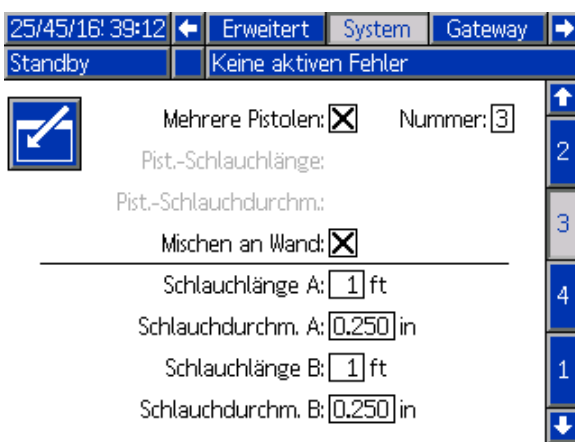 25/45/16' 39:12 Erweitert System Gateway
Standby Keine aktiven Fehler
Mehrere Pistolen: Nummer: 3
Pist.-Schlauchlänge:
2
Pist.-Schlauchdurchm.:
3
Mischen an Wand:
Schlauchlänge A: 1 ft
4
Schlauchdurchm. A: 0.250 in
Schlauchlänge B: 1 ft
1
Schlauchdurchm. B: 0.250 in